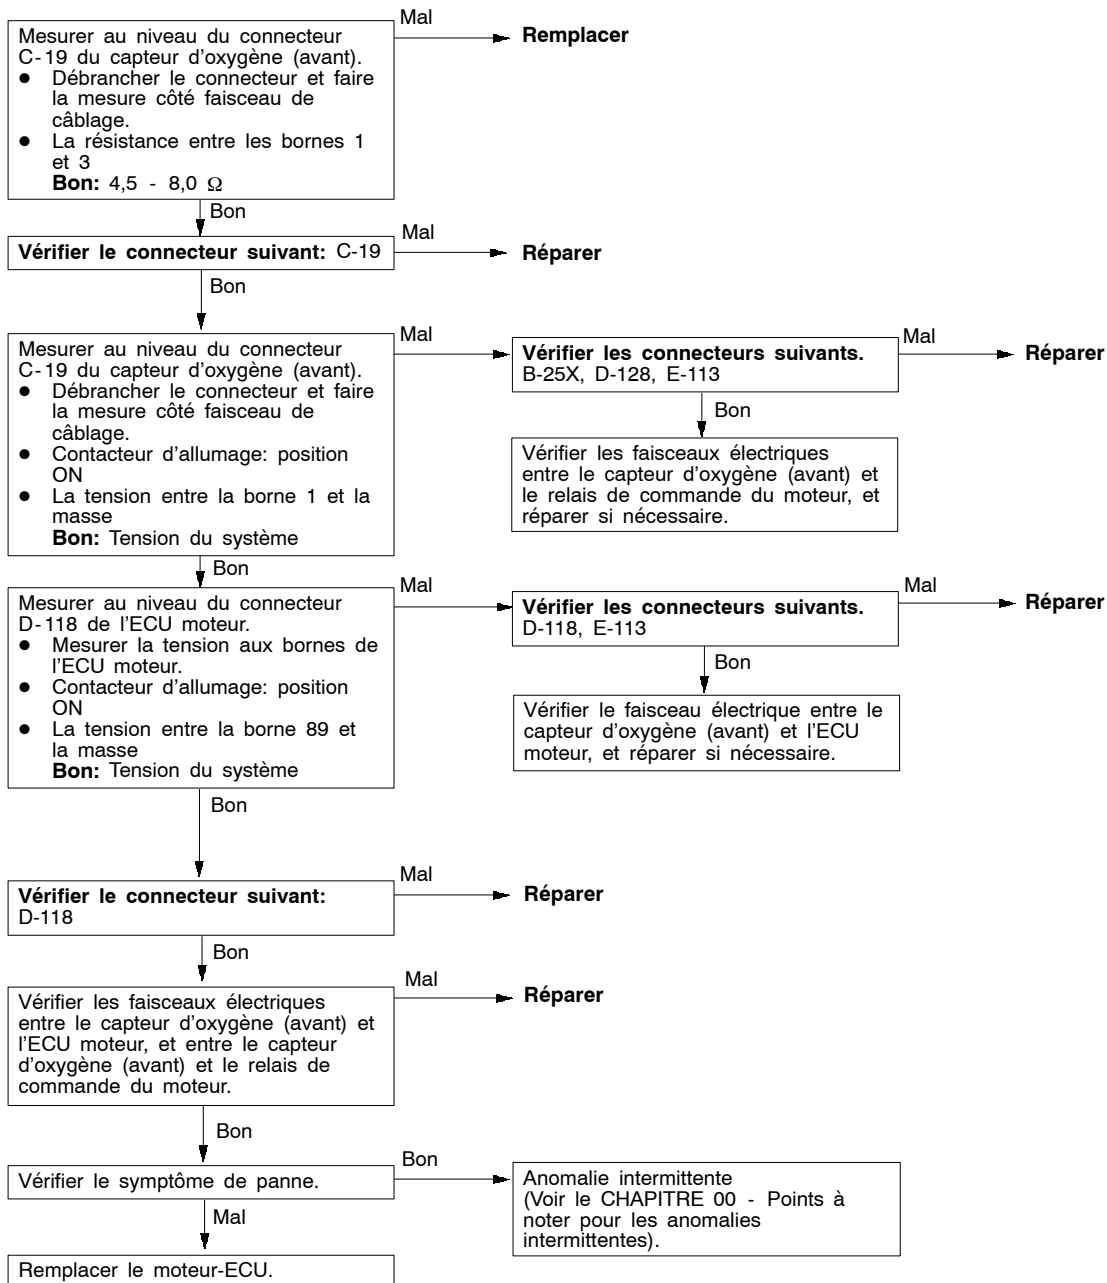 Mal
Mesurer au niveau du connecteur
C-19 du capteur d'oxygène (avant).
● Débrancher le connecteur et faire
la mesure côté faisceau de
câblage.
● La résistance entre les bornes 1
et 3
Bon: 4,5 - 8,0 Ω
Remplacer
Bon
Vérifier le connecteur suivant: C-19
Mal
Réparer
Bon
Mesurer au niveau du connecteur
C-19 du capteur d'oxygène (avant).
● Débrancher le connecteur et faire
la mesure côté faisceau de
câblage.
● Contacteur d'allumage: position
ON
● La tension entre la borne 1 et la
masse
Bon: Tension du système
Mal
Vérifier les connecteurs suivants.
B-25X, D-128, E-113
Mal
Réparer
Bon
Vérifier les faisceaux électriques
entre le capteur d'oxygène (avant) et
le relais de commande du moteur, et
réparer si nécessaire.
Bon
Mesurer au niveau du connecteur
D-118 de l'ECU moteur.
● Mesurer la tension aux bornes de
l'ECU moteur.
● Contacteur d'allumage: position
ON
● La tension entre la borne 89 et
la masse
Bon: Tension du système
Mal
Vérifier les connecteurs suivants.
D-118, E-113
Mal
Réparer
Bon
Vérifier le faisceau électrique entre le
capteur d'oxygène (avant) et l'ECU
moteur, et réparer si nécessaire.
Bon
Vérifier le connecteur suivant:
D-118
Mal
Réparer
Bon
Vérifier les faisceaux électriques
entre le capteur d'oxygène (avant) et
l'ECU moteur, et entre le capteur
d'oxygène (avant) et le relais de
commande du moteur.
Mal
Réparer
Bon
Vérifier le symptôme de panne.
Bon
Anomalie intermittente
(Voir le CHAPITRE 00 - Points à
noter pour les anomalies
intermittentes).
Mal
Remplacer le moteur-ECU.